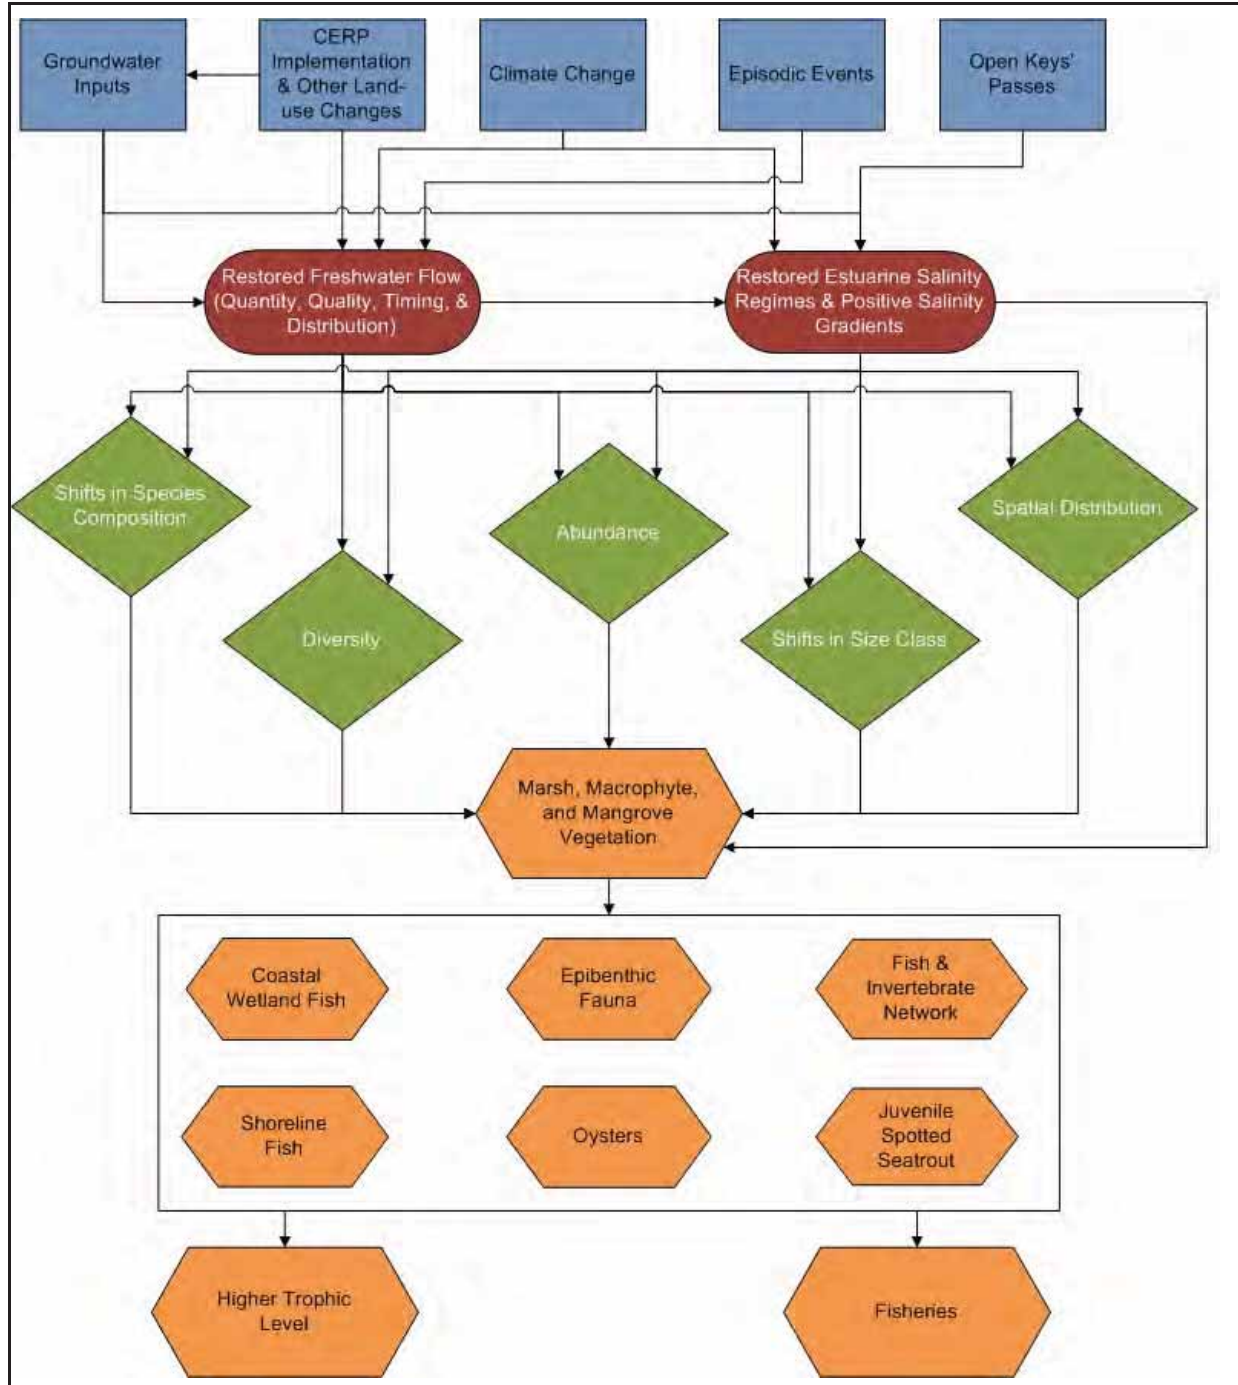 Groundwater
Inputs
CERP
Implementation
& Other Land-
use Changes
Climate Change
Episodic Events
Open Keys'
Passes
Restored Freshwater Flow
(Quantity, Quality, Timing, &
Distribution)
Restored Estuarine Salinity
Regimes & Positive Salinity
Gradients
Shifts in Species
Composition
Diversity
Abundance
Shifts in Size Class
Spatial Distribution
Marsh, Macrophyte,
and Mangrove
Vegetation
Coastal
Wetland Fish
Epibenthic
Fauna
Fish &
Invertebrate
Network
Shoreline
Fish
Oysters
Juvenile
Spotted
Seatrout
Higher Trophic
Level
Fisheries